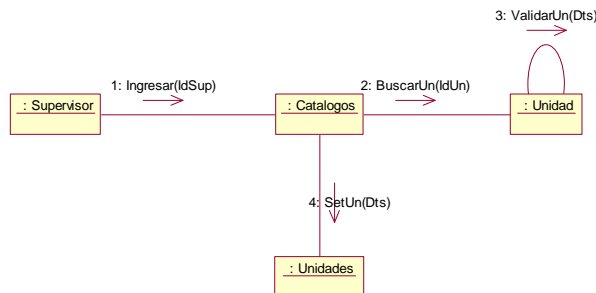 3: ValidarUn(Dts)
1: Ingresar(IdSup)
2: BuscarUn(IdUn)
: Supervisor
: Catalogos
: Unidad
4: SetUn(Dts)
: Unidades